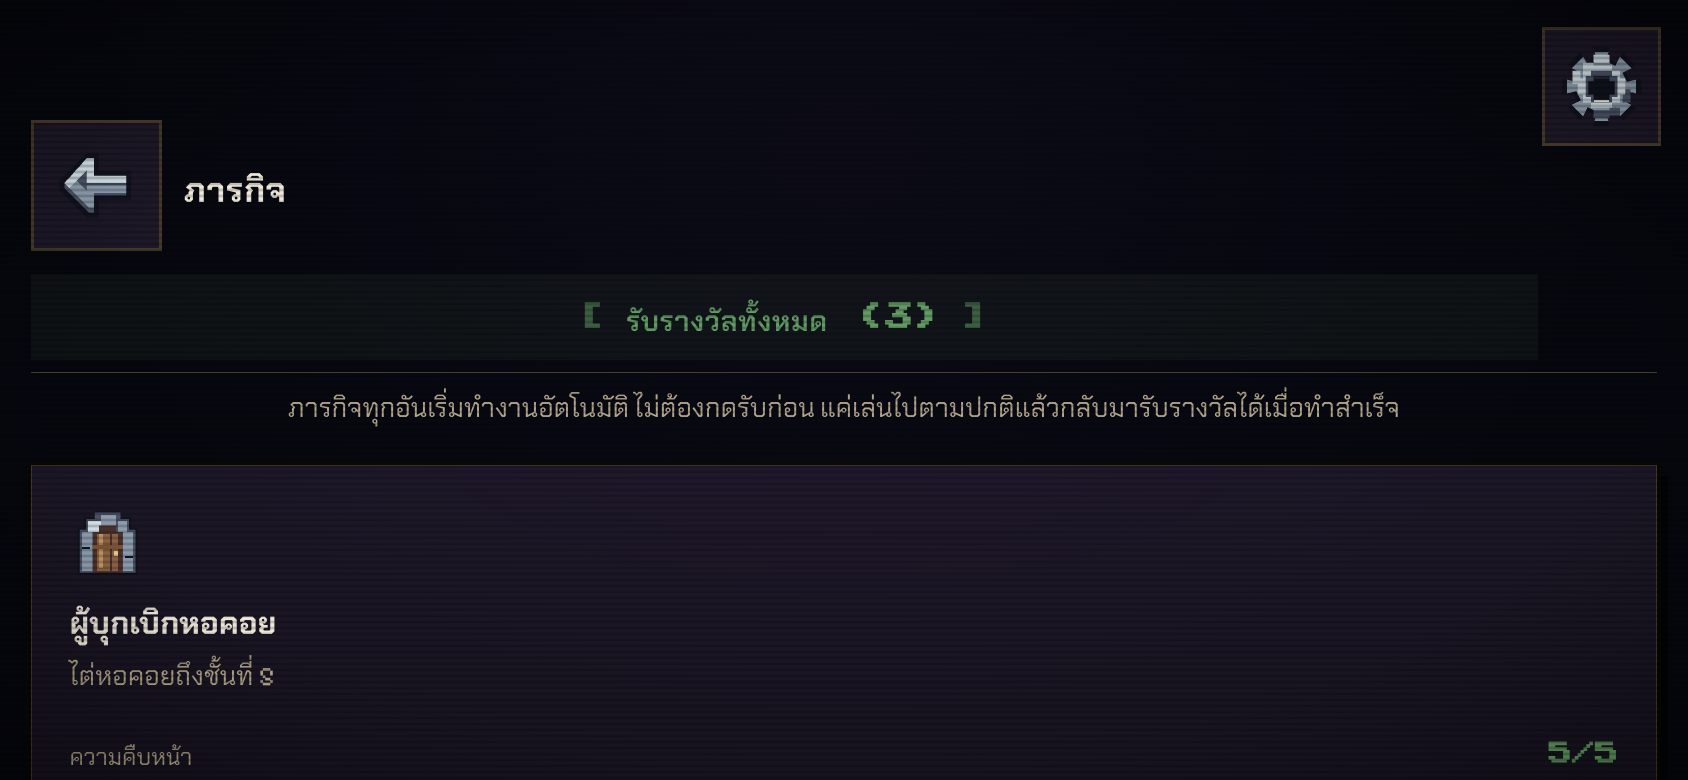 ภารกิจ
[ รับรางวัลทั้งหมด (3) ]
ภารกิจทุกอันเริ่มทำงานอัตโนมัติ ไม่ต้องกดรับก่อน แค่เล่นไปตามปกติแล้วกลับมารับรางวัลได้เมื่อทำสำเร็จ
ผู้บุกเบิกหอคอย
ไต่หอคอยถึงชั้นที่
ความคืบหน้า
5/5